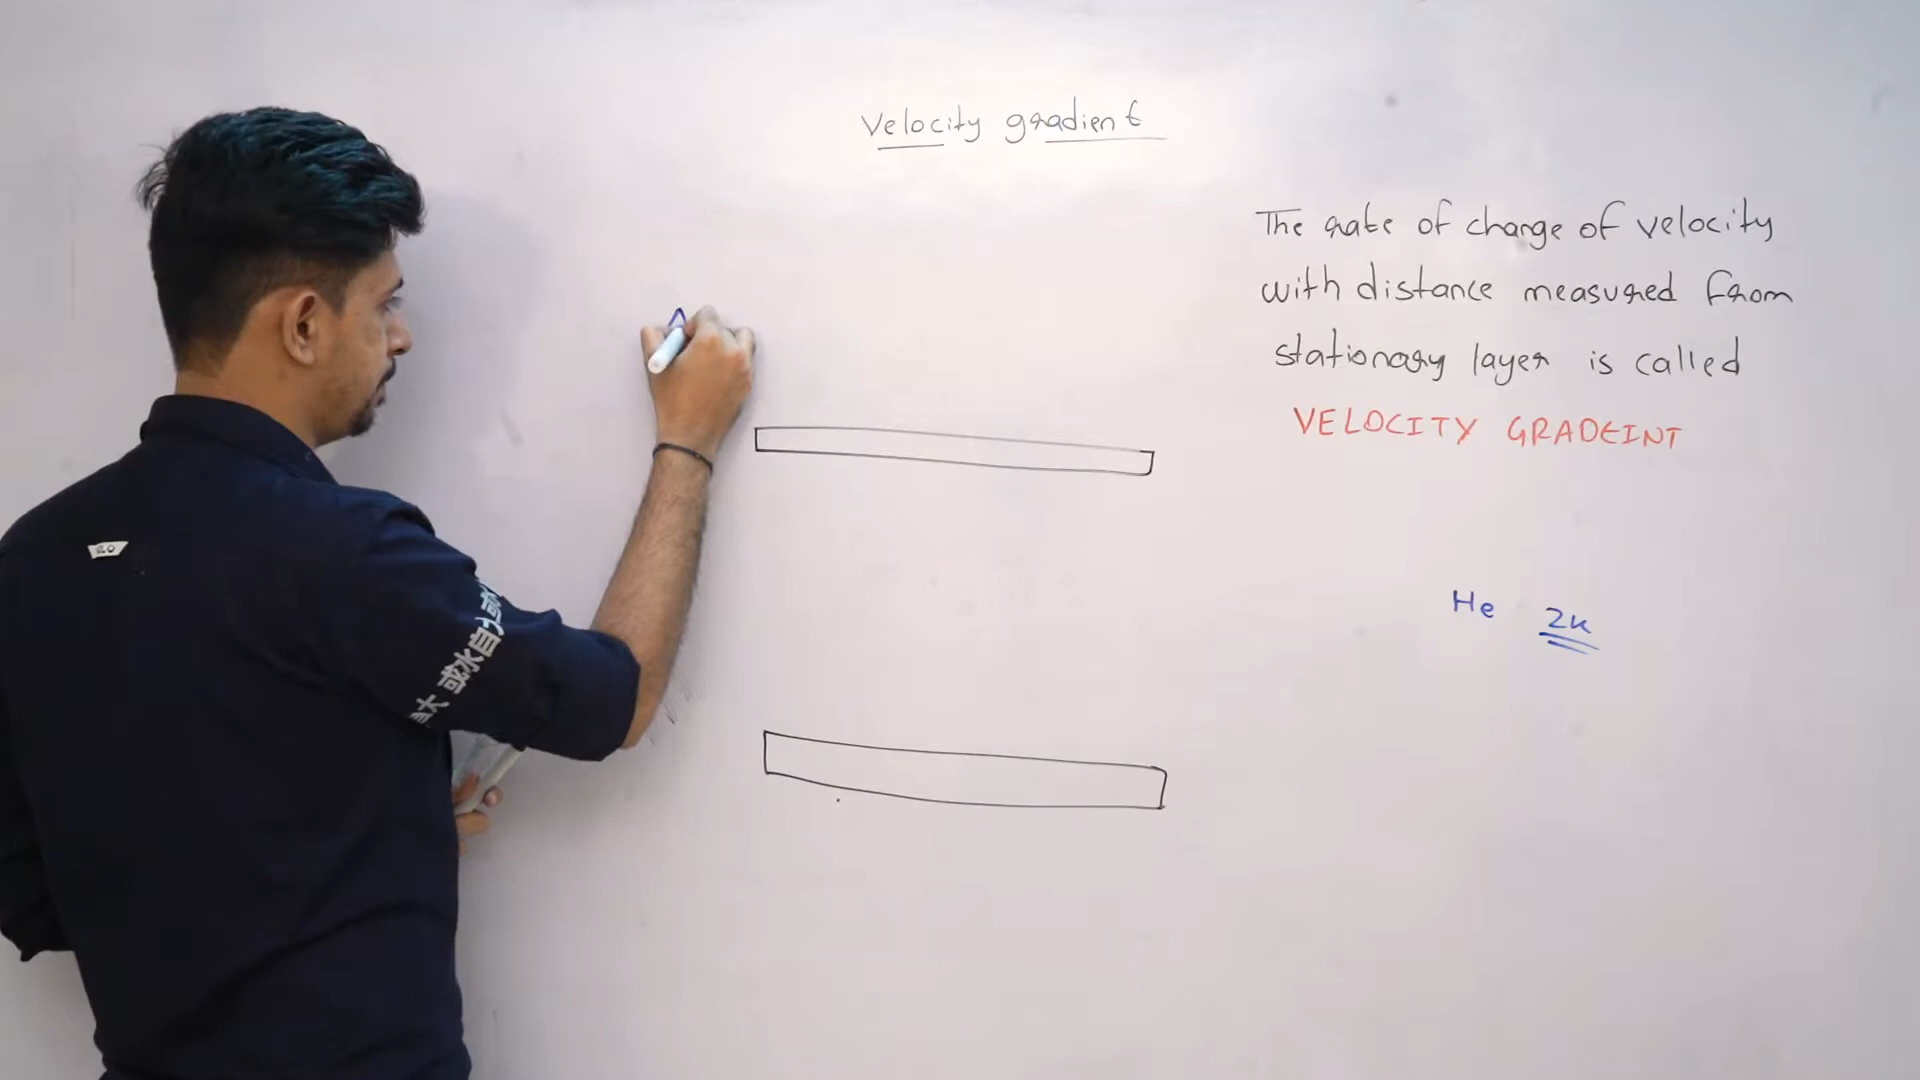 Velocity gradient
The rate of change of velocity
with distance measured from
stationary layer is called
VELOCITY GRADEINT
He 2K